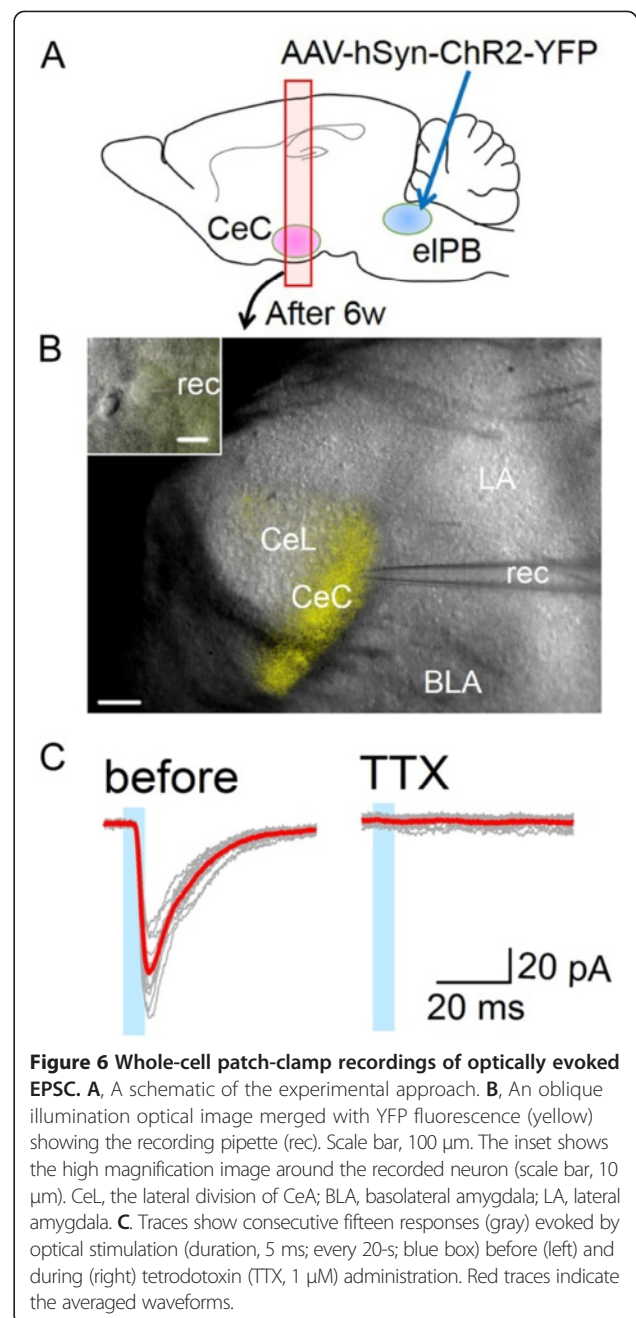 A
AAV-hSyn-ChR2-YFP
CeC
elPB
After 6w
B
rec
LA
CeL
rec
CeC
BLA
C
before
TTX
20 pA
20 ms
Figure 6 Whole-cell patch-clamp recordings of optically evoked
EPSC. A, A schematic of the experimental approach. B, An oblique
illumination optical image merged with YFP fluorescence (yellow)
showing the recording pipette (rec). Scale bar, 100 μm. The inset shows
the high magnification image around the recorded neuron (scale bar, 10
μm). CeL, the lateral division of CeA; BLA, basolateral amygdala; LA, lateral
amygdala. C. Traces show consecutive fifteen responses (gray) evoked by
optical stimulation (duration, 5 ms; every 20-s; blue box) before (left) and
during (right) tetrodotoxin (TTX, 1 μM) administration. Red traces indicate
the averaged waveforms.